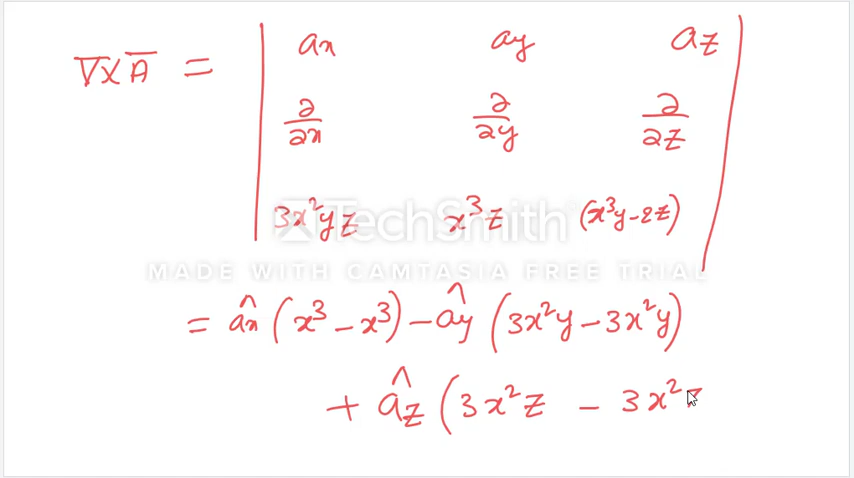 ∇ × A̅ = | ax ay az |
∂/∂x ∂/∂y ∂/∂z
3x²yz x³z (x³y-2z)
TechSmith
MADE WITH CAMTASIA FREE TRIAL
= âx (x³ - x³) - ây (3x²y - 3x²y)
+ âz (3x²z - 3x²z